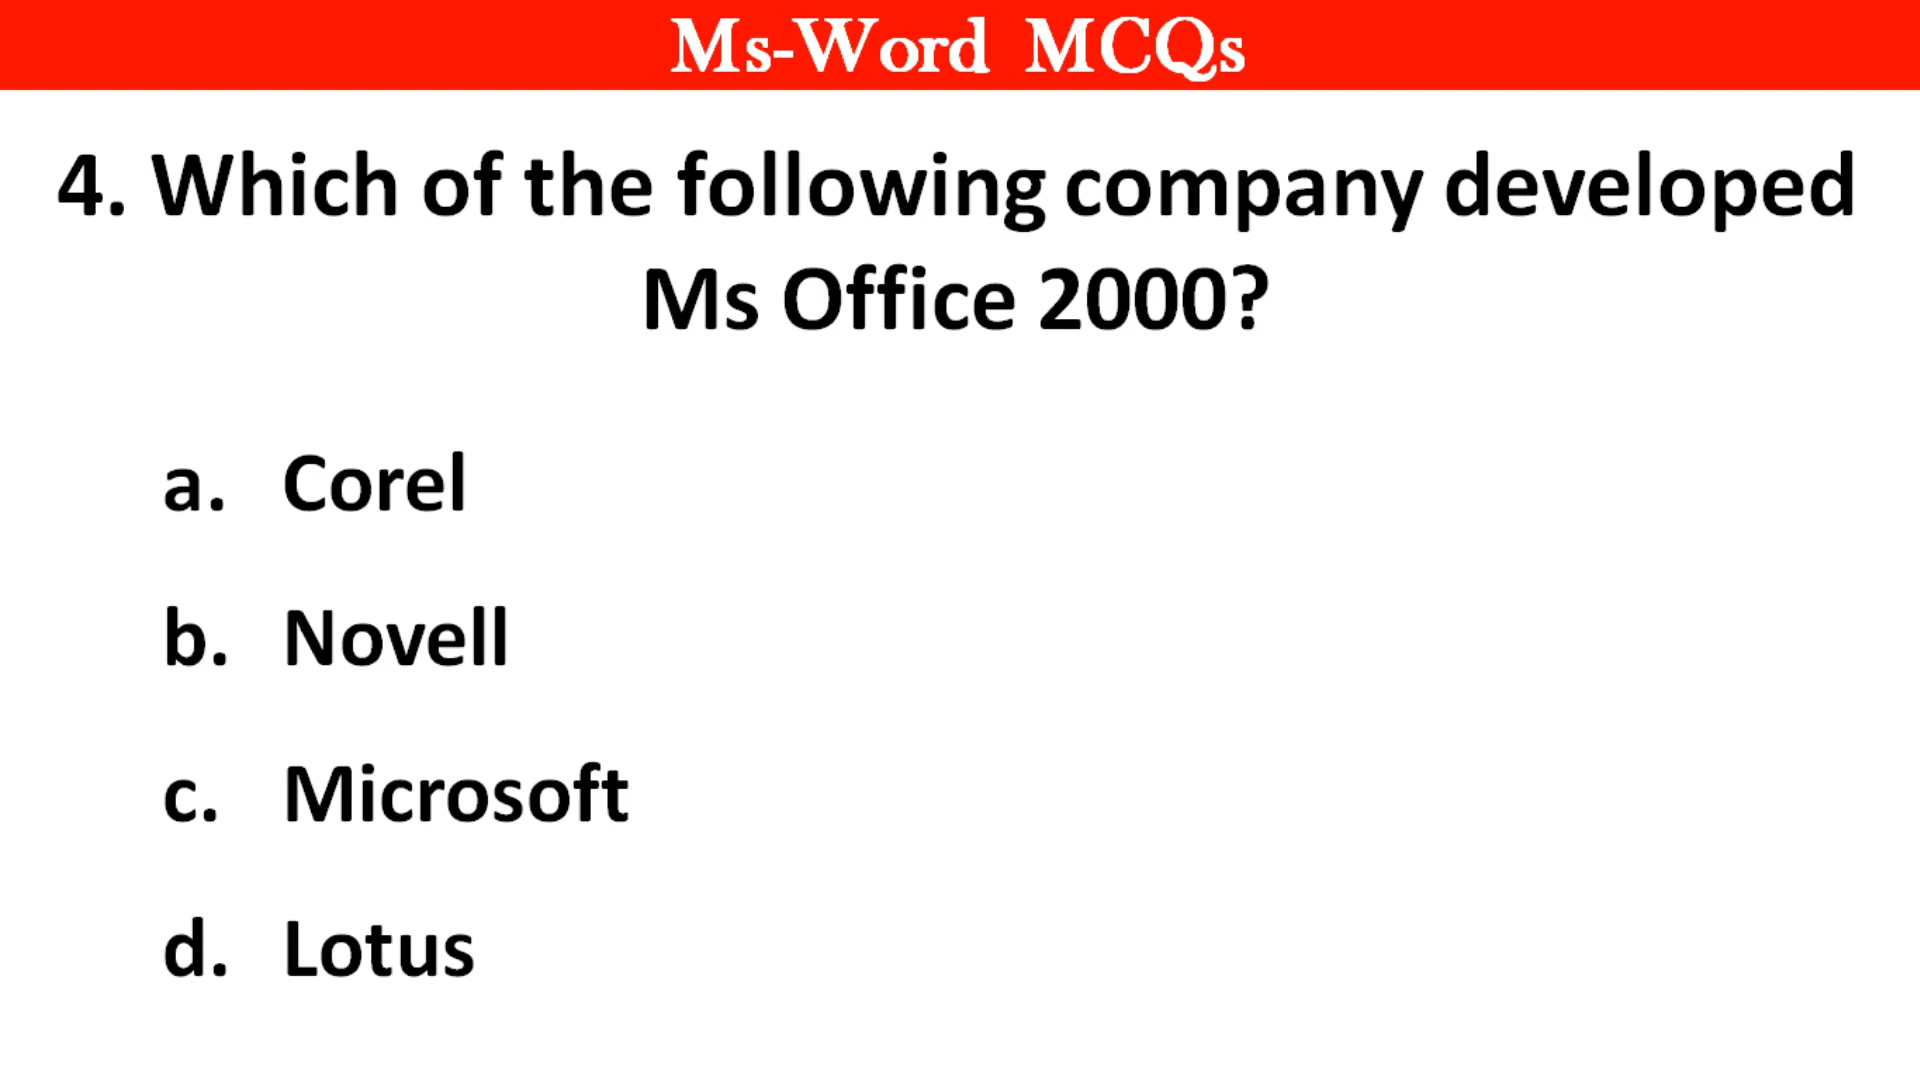 Ms-Word MCQs
4. Which of the following company developed
Ms Office 2000?
a. Corel
b. Novell
c. Microsoft
d. Lotus